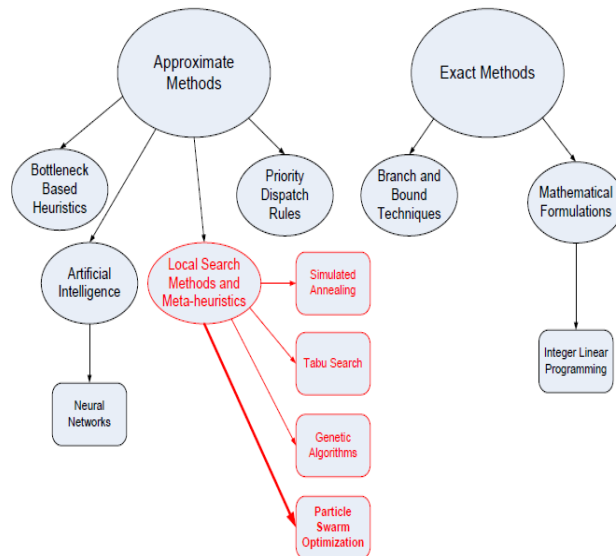 Approximate
Methods
Exact Methods
Bottleneck
Based
Heuristics
Priority
Dispatch
Rules
Branch and
Bound
Techniques
Mathematical
Formulations
Artificial
Intelligence
Local Search
Methods and
Meta-heuristics
Simulated
Annealing
Tabu Search
Integer Linear
Programming
Neural
Networks
Genetic
Algorithms
Particle
Swarm
Optimization